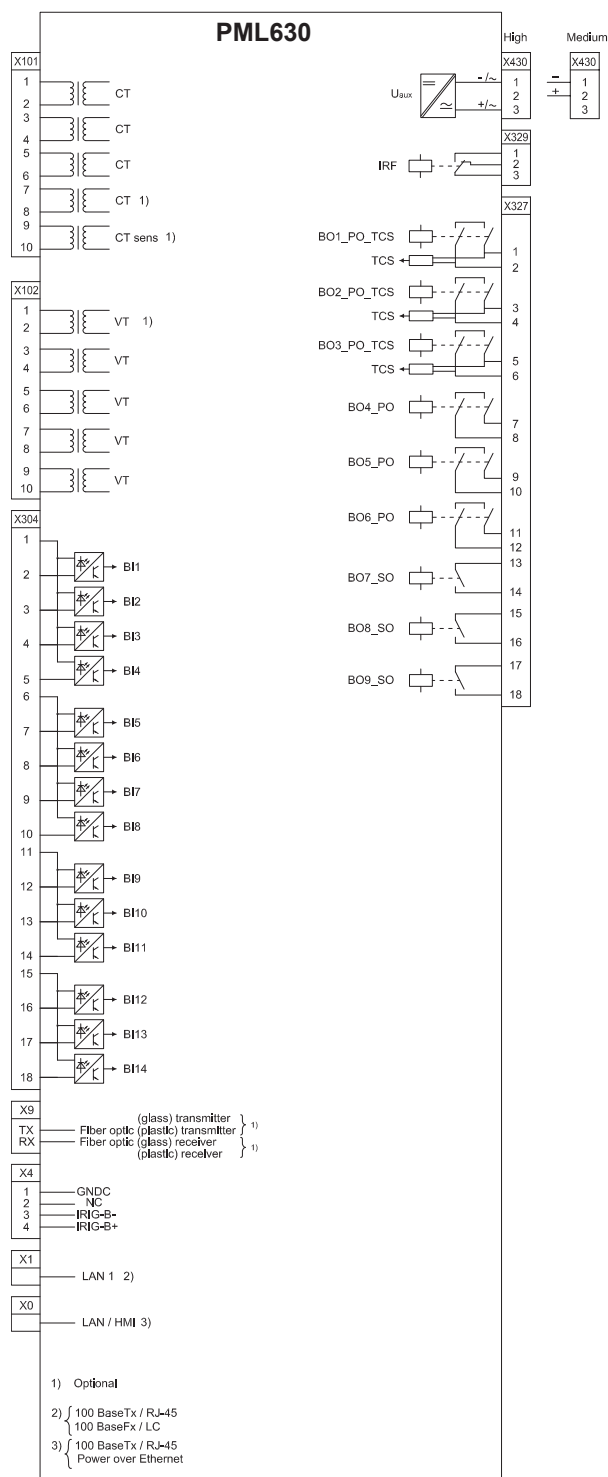 PML630
High
Medium
X101
1
2
CT
3
4
CT
5
6
CT
7
8
CT 1)
9
10
CT sens 1)
X102
1
2
VT 1)
3
4
VT
5
6
VT
7
8
VT
9
10
VT
X304
1
2
BI1
3
BI2
4
BI3
5
BI4
6
7
BI5
8
BI6
9
BI7
10
BI8
11
12
BI9
13
BI10
14
BI11
15
16
BI12
17
BI13
18
BI14
X9
TX
RX
(glass) transmitter
Fiber optic (plastic) transmitter
1)
Fiber optic (glass) receiver
(plastic) receiver
1)
X4
1 GNDC
2 NC
3 IRIG-B-
4 IRIG-B+
X1
LAN 1 2)
X0
LAN / HMI 3)
1) Optional
2) 100 BaseTx / RJ-45
100 BaseFx / LC
3) 100 BaseTx / RJ-45
Power over Ethernet
X430
Uaux
- /~
+/~
1
2
3
X430
−
+
1
2
3
X329
IRF
1
2
3
X327
BO1_PO_TCS
TCS
1
2
BO2_PO_TCS
TCS
3
4
BO3_PO_TCS
TCS
5
6
BO4_PO
7
8
BO5_PO
9
10
BO6_PO
11
12
BO7_SO
13
14
BO8_SO
15
16
BO9_SO
17
18